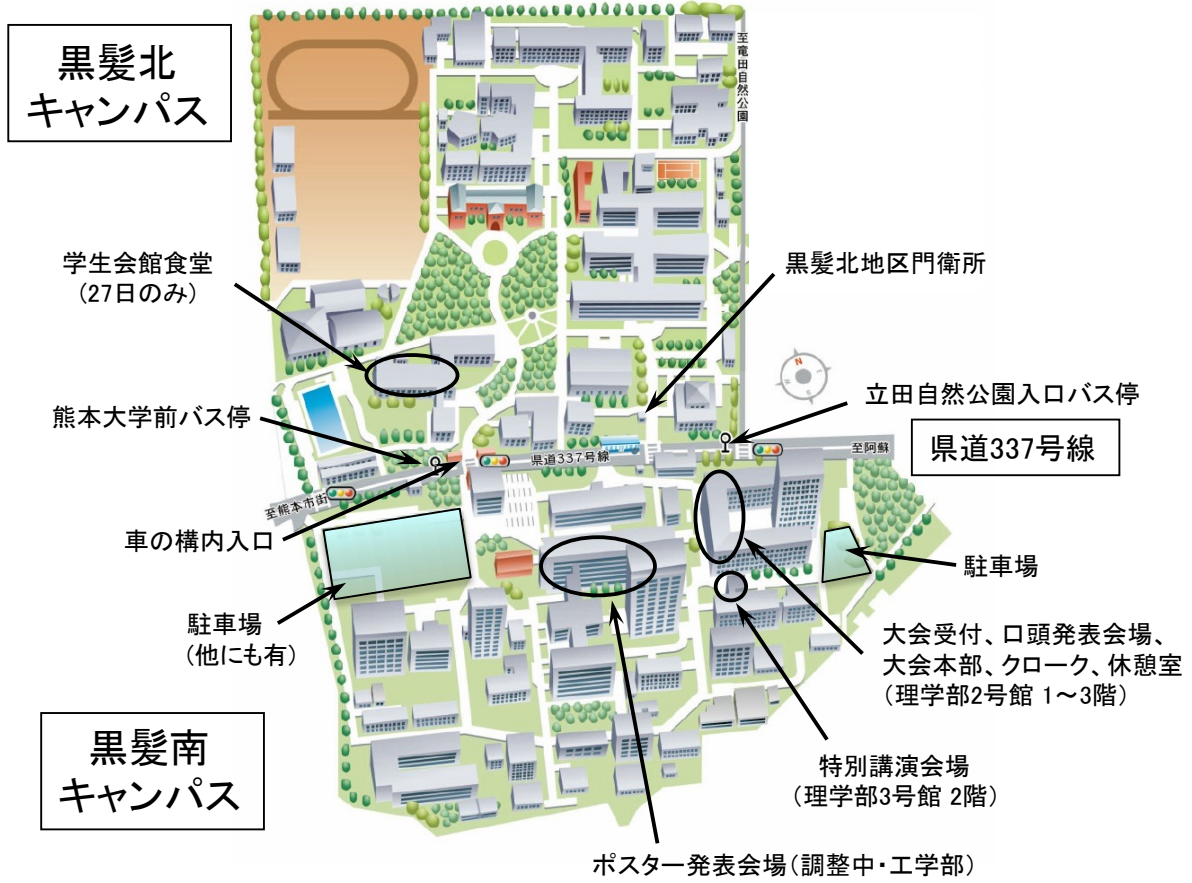 黒髪北
キャンパス
至竜田自然公園
学生会館食堂
(27日のみ)
黒髪北地区門衛所
N
熊本大学前バス停
立田自然公園入口バス停
県道337号線
至阿蘇
県道337号線
至熊本市街
車の構内入口
駐車場
駐車場
(他にも有)
大会受付、口頭発表会場、
大会本部、クローク、休憩室
(理学部2号館 1～3階)
黒髪南
キャンパス
特別講演会場
(理学部3号館 2階)
ポスター発表会場(調整中・工学部)